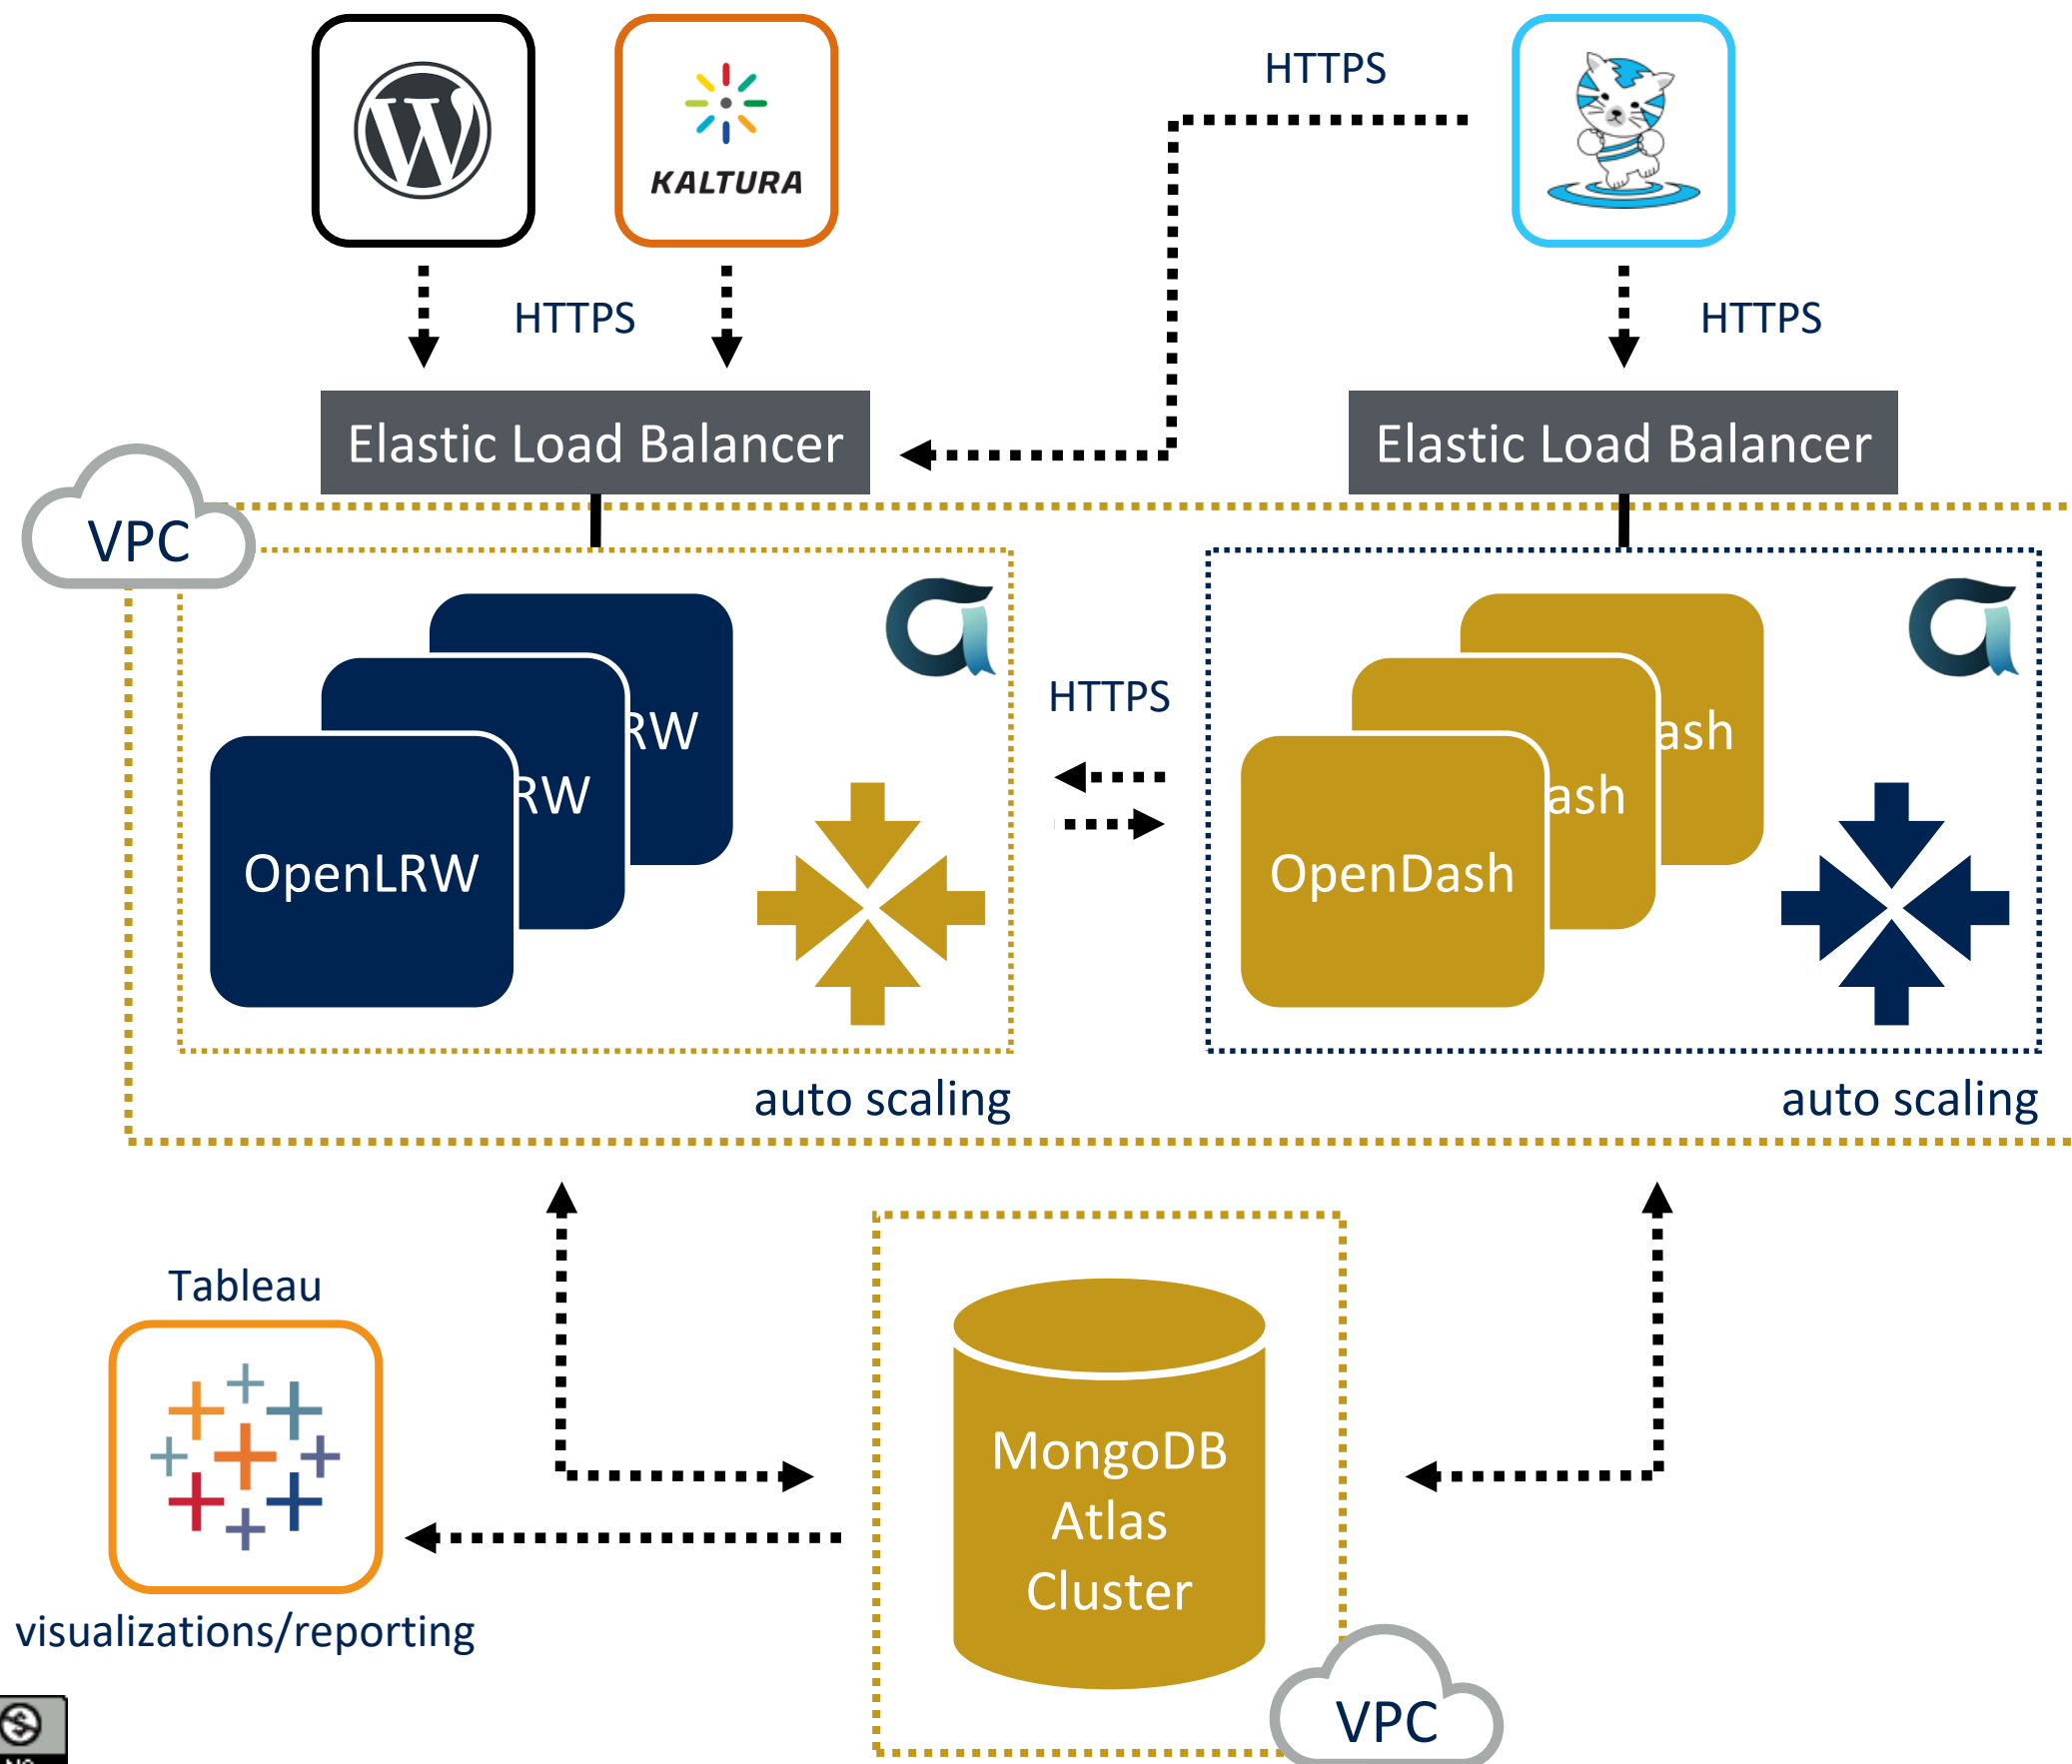 HTTPS
KALTURA
HTTPS
HTTPS
Elastic Load Balancer
Elastic Load Balancer
VPC
RW
ash
HTTPS
RW
ash
OpenLRW
OpenDash
auto scaling
auto scaling
Tableau
MongoDB
Atlas
Cluster
visualizations/reporting
VPC